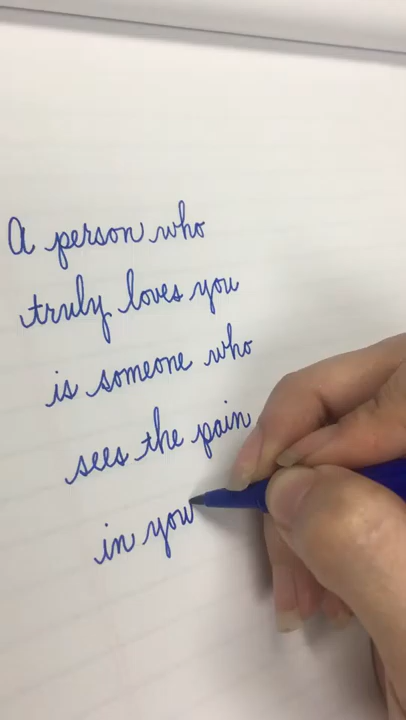 A person who
truly loves you
is someone who
sees the pain
in you